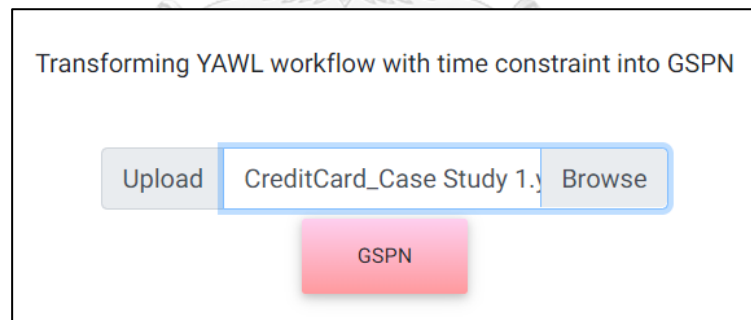 Transforming YAWL workflow with time constraint into GSPN
Upload CreditCard_Case Study 1.y Browse
GSPN